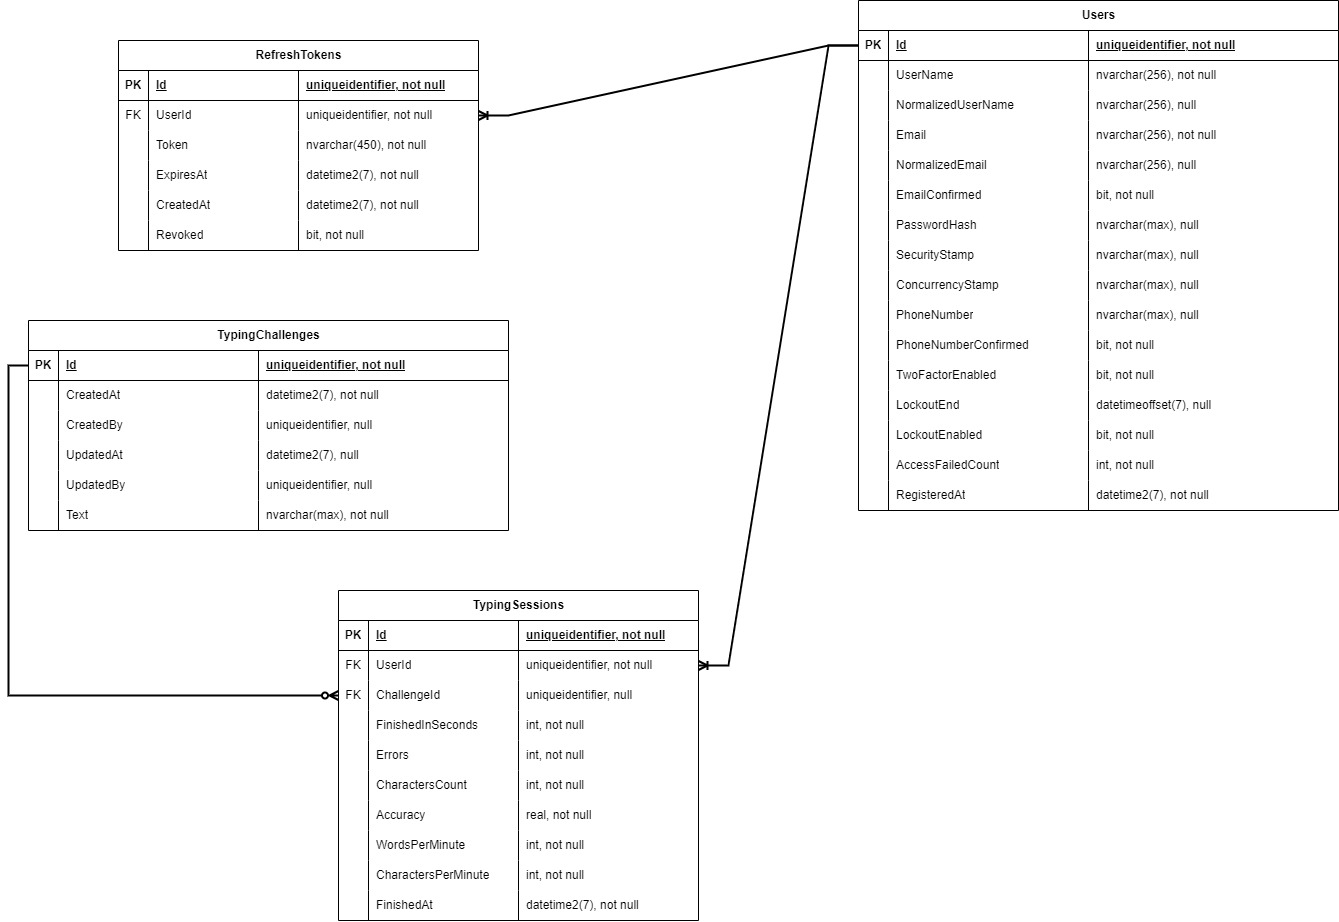 Users
PK Id uniqueidentifier, not null
UserName nvarchar(256), not null
NormalizedUserName nvarchar(256), null
Email nvarchar(256), not null
NormalizedEmail nvarchar(256), null
EmailConfirmed bit, not null
PasswordHash nvarchar(max), null
SecurityStamp nvarchar(max), null
ConcurrencyStamp nvarchar(max), null
PhoneNumber nvarchar(max), null
PhoneNumberConfirmed bit, not null
TwoFactorEnabled bit, not null
LockoutEnd datetimeoffset(7), null
LockoutEnabled bit, not null
AccessFailedCount int, not null
RegisteredAt datetime2(7), not null
RefreshTokens
PK Id uniqueidentifier, not null
FK UserId uniqueidentifier, not null
Token nvarchar(450), not null
ExpiresAt datetime2(7), not null
CreatedAt datetime2(7), not null
Revoked bit, not null
TypingChallenges
PK Id uniqueidentifier, not null
CreatedAt datetime2(7), not null
CreatedBy uniqueidentifier, null
UpdatedAt datetime2(7), null
UpdatedBy uniqueidentifier, null
Text nvarchar(max), not null
TypingSessions
PK Id uniqueidentifier, not null
FK UserId uniqueidentifier, not null
FK ChallengeId uniqueidentifier, null
FinishedInSeconds int, not null
Errors int, not null
CharactersCount int, not null
Accuracy real, not null
WordsPerMinute int, not null
CharactersPerMinute int, not null
FinishedAt datetime2(7), not null